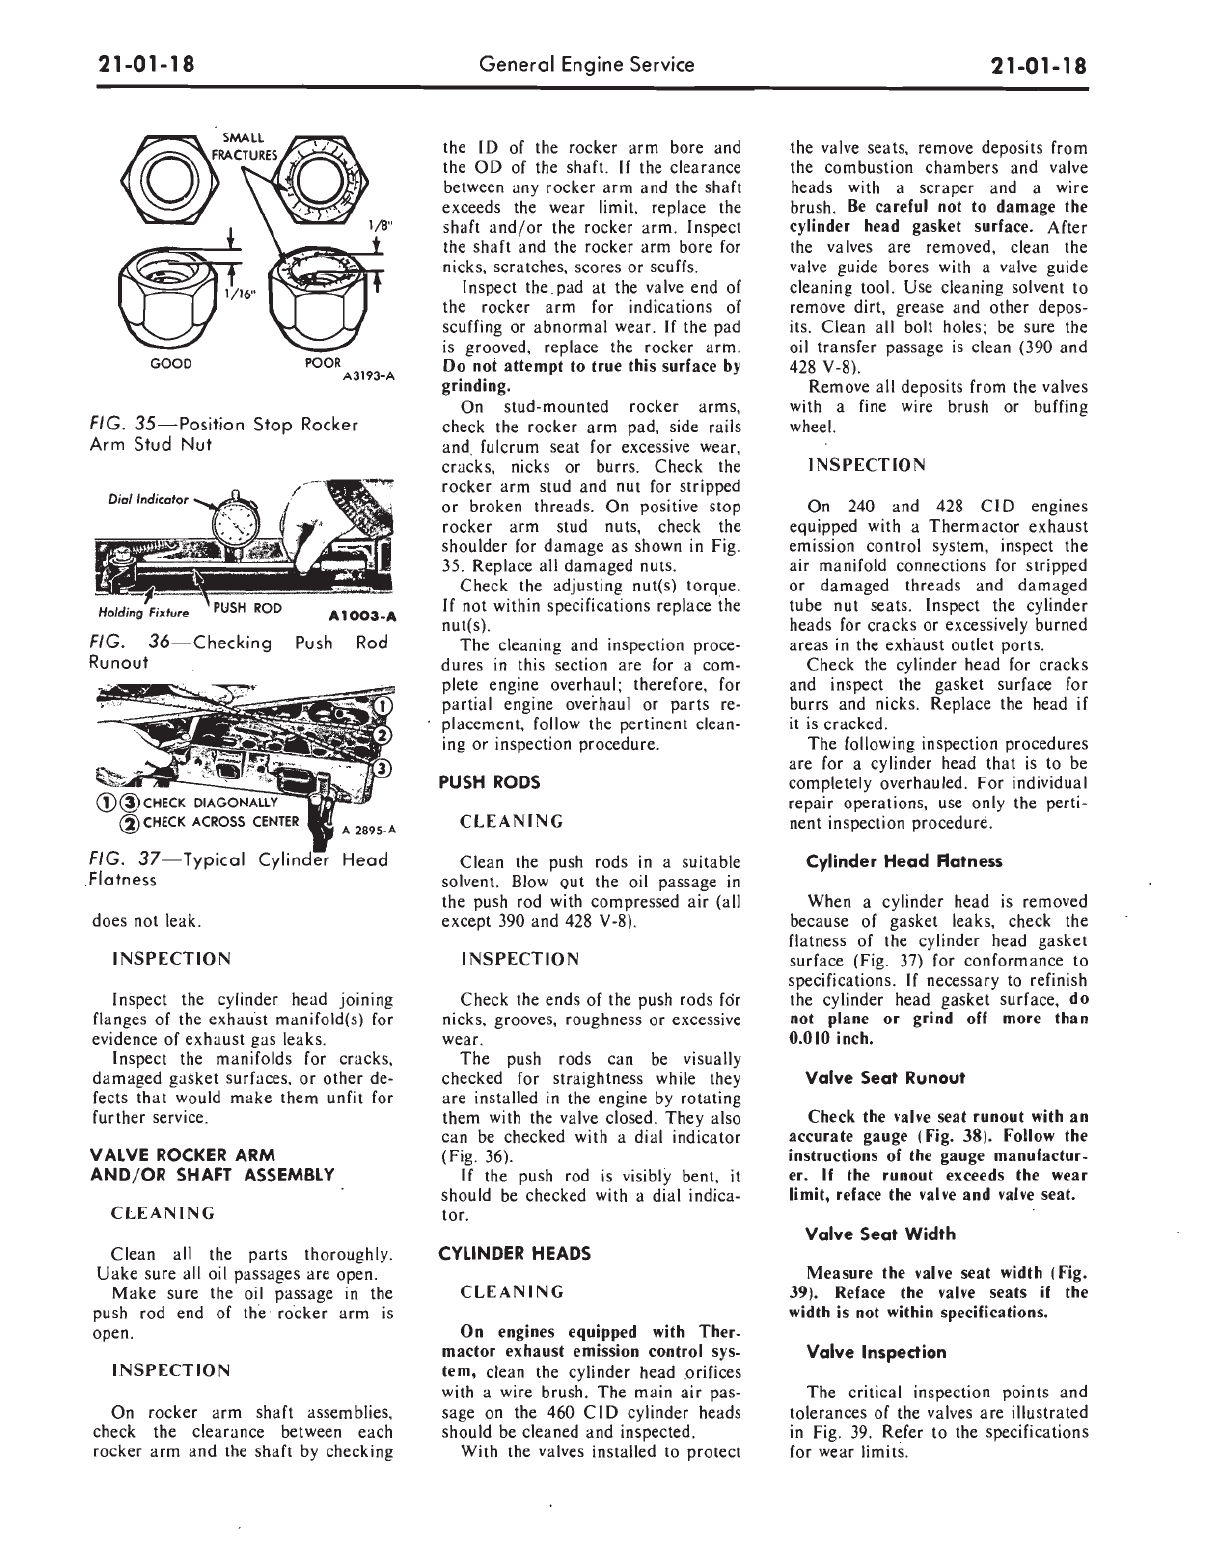 21-01-18
General Engine Service
21-01-18
SMALL
FRACTURES
1/8"
1/16"
GOOD
POOR
A3193-A
FIG. 35—Position Stop Rocker
Arm Stud Nut
Dial Indicator
Holding Fixture
PUSH ROD
A1003-A
FIG. 36—Checking Push Rod
Runout
1
2
3
1 3 CHECK DIAGONALLY
2 CHECK ACROSS CENTER
A 2895-A
FIG. 37—Typical Cylinder Head
Flatness
does not leak.
INSPECTION
Inspect the cylinder head joining
flanges of the exhaust manifold(s) for
evidence of exhaust gas leaks.
Inspect the manifolds for cracks,
damaged gasket surfaces, or other de-
fects that would make them unfit for
further service.
VALVE ROCKER ARM
AND/OR SHAFT ASSEMBLY
CLEANING
Clean all the parts thoroughly.
Uake sure all oil passages are open.
Make sure the oil passage in the
push rod end of the rocker arm is
open.
INSPECTION
On rocker arm shaft assemblies,
check the clearance between each
rocker arm and the shaft by checking
the ID of the rocker arm bore and
the OD of the shaft. If the clearance
between any rocker arm and the shaft
exceeds the wear limit, replace the
shaft and/or the rocker arm. Inspect
the shaft and the rocker arm bore for
nicks, scratches, scores or scuffs.
Inspect the pad at the valve end of
the rocker arm for indications of
scuffing or abnormal wear. If the pad
is grooved, replace the rocker arm.
Do not attempt to true this surface by
grinding.
On stud-mounted rocker arms,
check the rocker arm pad, side rails
and fulcrum seat for excessive wear,
cracks, nicks or burrs. Check the
rocker arm stud and nut for stripped
or broken threads. On positive stop
rocker arm stud nuts, check the
shoulder for damage as shown in Fig.
35. Replace all damaged nuts.
Check the adjusting nut(s) torque.
If not within specifications replace the
nut(s).
The cleaning and inspection proce-
dures in this section are for a com-
plete engine overhaul; therefore, for
partial engine overhaul or parts re-
placement, follow the pertinent clean-
ing or inspection procedure.
PUSH RODS
CLEANING
Clean the push rods in a suitable
solvent. Blow out the oil passage in
the push rod with compressed air (all
except 390 and 428 V-8).
INSPECTION
Check the ends of the push rods for
nicks, grooves, roughness or excessive
wear.
The push rods can be visually
checked for straightness while they
are installed in the engine by rotating
them with the valve closed. They also
can be checked with a dial indicator
(Fig. 36).
If the push rod is visibly bent, it
should be checked with a dial indica-
tor.
CYLINDER HEADS
CLEANING
On engines equipped with Ther-
mactor exhaust emission control sys-
tem, clean the cylinder head orifices
with a wire brush. The main air pas-
sage on the 460 CID cylinder heads
should be cleaned and inspected.
With the valves installed to protect
the valve seats, remove deposits from
the combustion chambers and valve
heads with a scraper and a wire
brush. Be careful not to damage the
cylinder head gasket surface. After
the valves are removed, clean the
valve guide bores with a valve guide
cleaning tool. Use cleaning solvent to
remove dirt, grease and other depos-
its. Clean all bolt holes; be sure the
oil transfer passage is clean (390 and
428 V-8).
Remove all deposits from the valves
with a fine wire brush or buffing
wheel.
INSPECTION
On 240 and 428 CID engines
equipped with a Thermactor exhaust
emission control system, inspect the
air manifold connections for stripped
or damaged threads and damaged
tube nut seats. Inspect the cylinder
heads for cracks or excessively burned
areas in the exhaust outlet ports.
Check the cylinder head for cracks
and inspect the gasket surface for
burrs and nicks. Replace the head if
it is cracked.
The following inspection procedures
are for a cylinder head that is to be
completely overhauled. For individual
repair operations, use only the perti-
nent inspection procedure.
Cylinder Head Flatness
When a cylinder head is removed
because of gasket leaks, check the
flatness of the cylinder head gasket
surface (Fig. 37) for conformance to
specifications. If necessary to refinish
the cylinder head gasket surface, do
not plane or grind off more than
0.010 inch.
Valve Seat Runout
Check the valve seat runout with an
accurate gauge (Fig. 38). Follow the
instructions of the gauge manufactur-
er. If the runout exceeds the wear
limit, reface the valve and valve seat.
Valve Seat Width
Measure the valve seat width (Fig.
39). Reface the valve seats if the
width is not within specifications.
Valve Inspection
The critical inspection points and
tolerances of the valves are illustrated
in Fig. 39. Refer to the specifications
for wear limits.